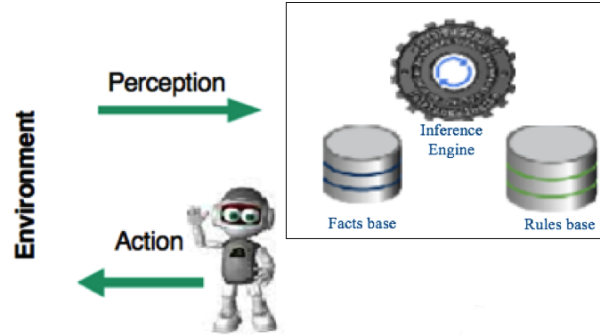 Environment
Perception
Action
Inference
Engine
Facts base
Rules base